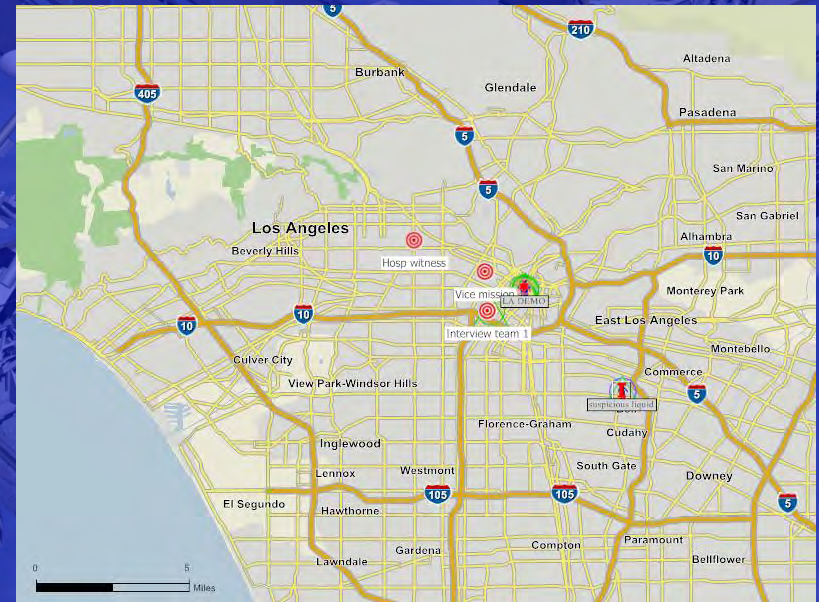 5
210
Altadena
Burbank
Glendale
405
Pasadena
5
San Marino
5
San Gabriel
Los Angeles
Alhambra
Beverly Hills
10
Hosp witness
Monterey Park
Vice mission
LA DEMO
10
10
East Los Angeles
Interview team 1
Montebello
Culver City
Commerce
View Park-Windsor Hills
5
suspicious liquid
Florence-Graham
Cudahy
Inglewood
South Gate
Lennox
Westmont
Downey
105
105
El Segundo
5
Hawthorne
Paramount
Gardena
Compton
Lawndale
Bellflower
0 5
Miles